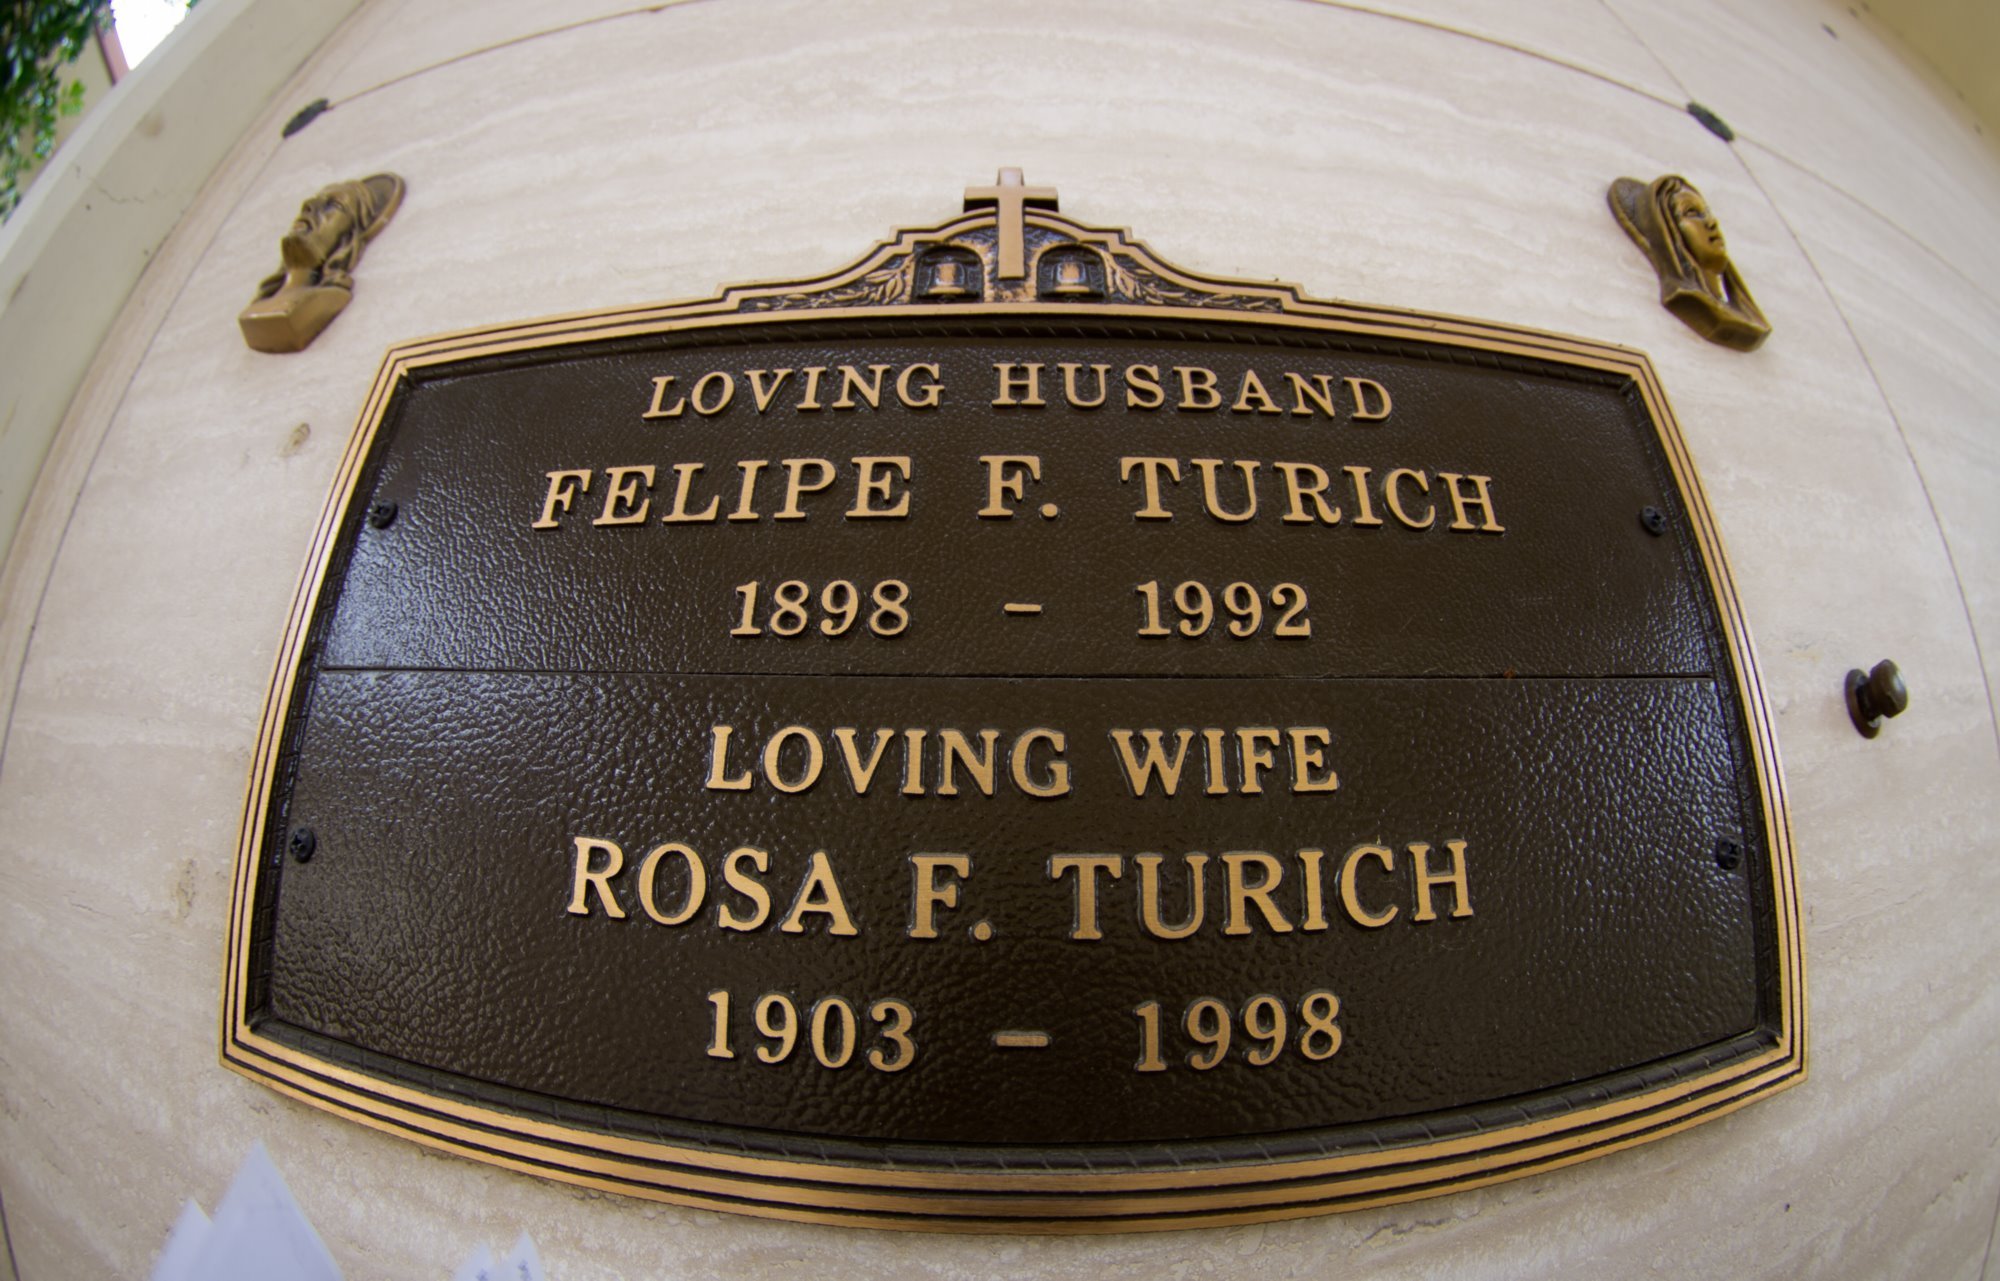 LOVING HUSBAND
FELIPE F. TURICH
1898 – 1992
LOVING WIFE
ROSA F. TURICH
1903 – 1998